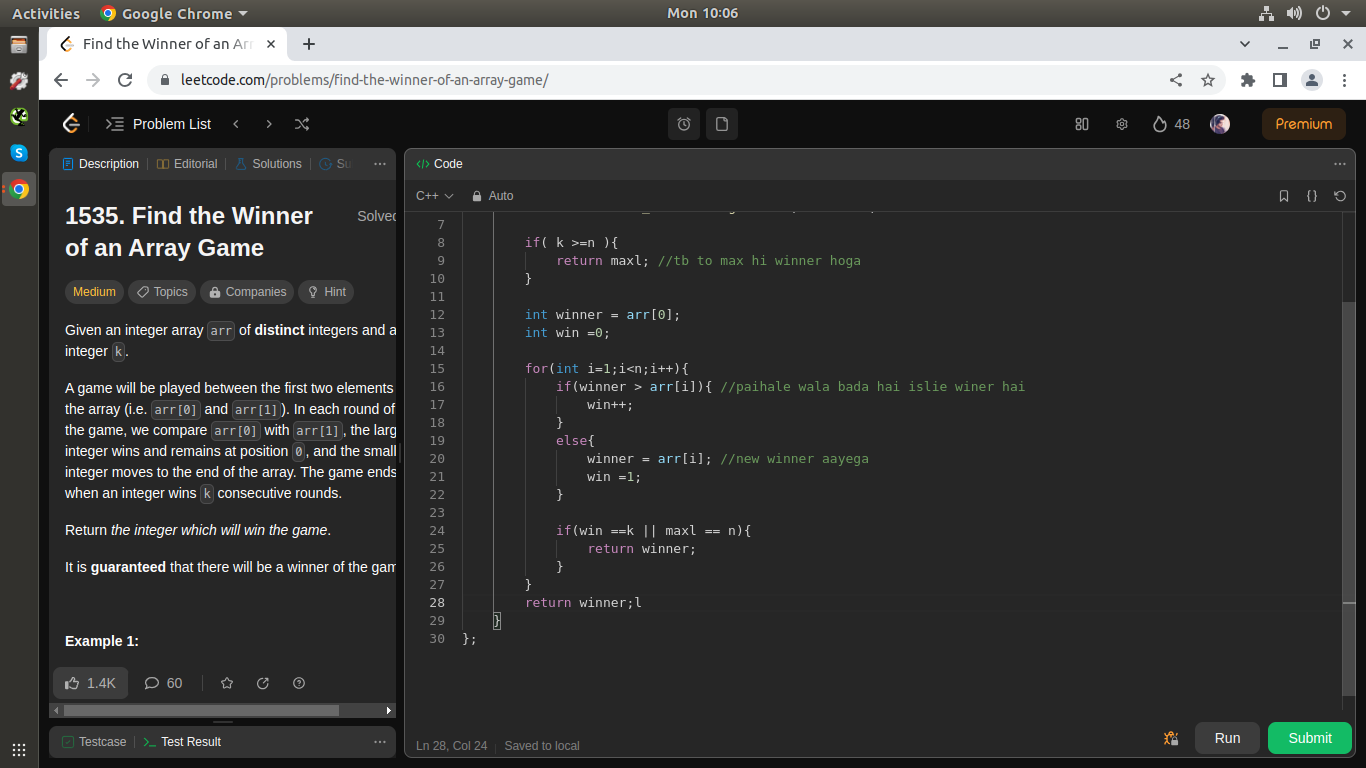 Activities
Google Chrome
Mon 10:06
Find the Winner of an Arr
leetcode.com/problems/find-the-winner-of-an-array-game/
Problem List
48
Premium
Description
Editorial
Solutions
Su
1535. Find the Winner
of an Array Game
Solved
Medium
Topics
Companies
Hint
Given an integer array arr of distinct integers and a
integer k.
A game will be played between the first two elements
the array (i.e. arr[0] and arr[1]). In each round of
the game, we compare arr[0] with arr[1], the larg
integer wins and remains at position 0, and the small
integer moves to the end of the array. The game ends
when an integer wins k consecutive rounds.
Return the integer which will win the game.
It is guaranteed that there will be a winner of the gam
Example 1:
1.4K
60
Testcase
Test Result
</> Code
C++
Auto
7
8 if( k >=n ){
9 return maxl; //tb to max hi winner hoga
10 }
11
12 int winner = arr[0];
13 int win =0;
14
15 for(int i=1;i<n;i++){
16 if(winner > arr[i]){ //paihale wala bada hai islie winer hai
17 win++;
18 }
19 else{
20 winner = arr[i]; //new winner aayega
21 win =1;
22 }
23
24 if(win ==k || maxl == n){
25 return winner;
26 }
27 }
28 return winner;l
29 }
30 };
Ln 28, Col 24
Saved to local
Run
Submit